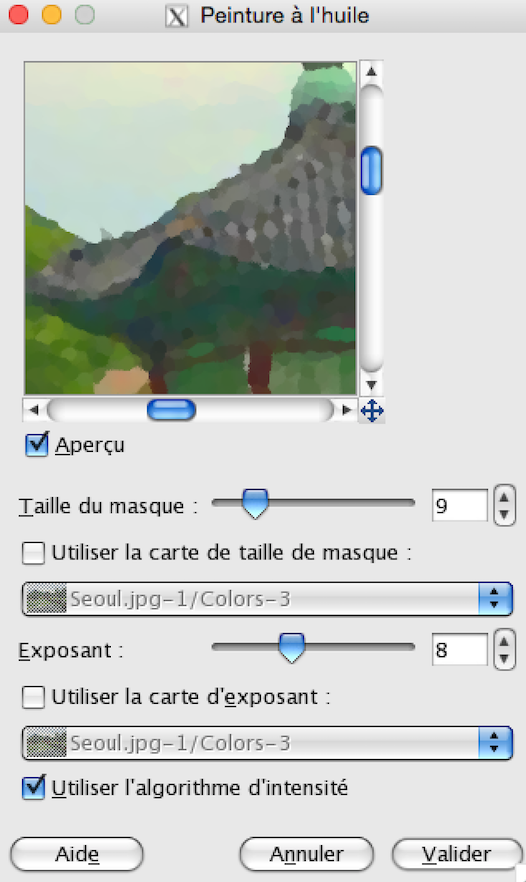 Peinture à l'huile
Aperçu
Taille du masque : 9
Utiliser la carte de taille de masque :
Seoul.jpg-1/Colors-3
Exposant : 8
Utiliser la carte d'exposant :
Seoul.jpg-1/Colors-3
Utiliser l'algorithme d'intensité
Aide Annuler Valider